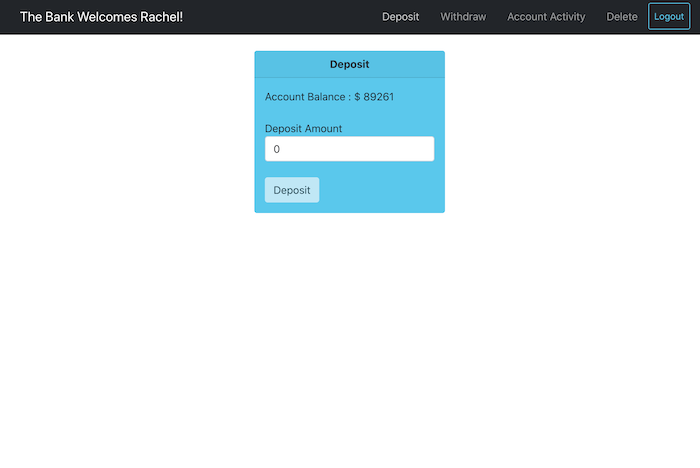 The Bank Welcomes Rachel! Deposit Withdraw Account Activity Delete Logout
Deposit
Account Balance : $ 89261
Deposit Amount
0
Deposit